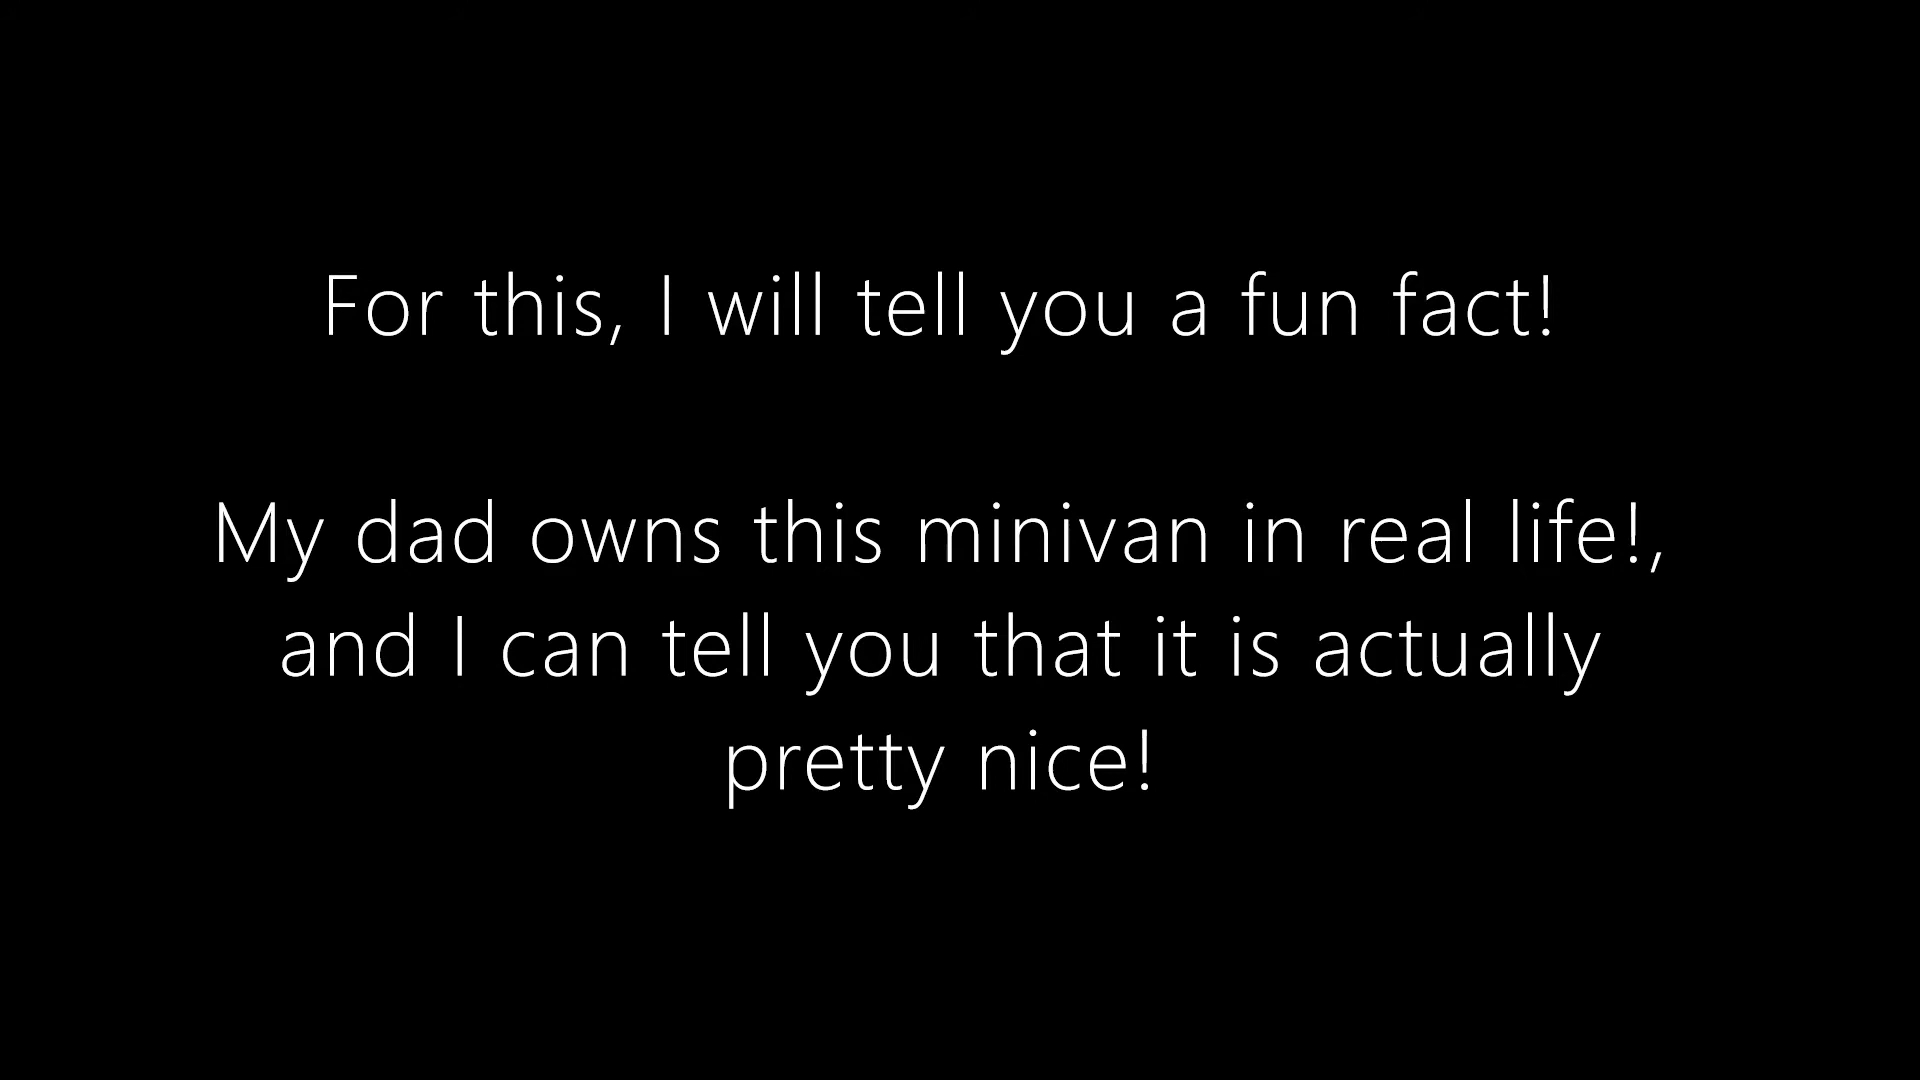 For this, I will tell you a fun fact!
My dad owns this minivan in real life!,
and I can tell you that it is actually
pretty nice!